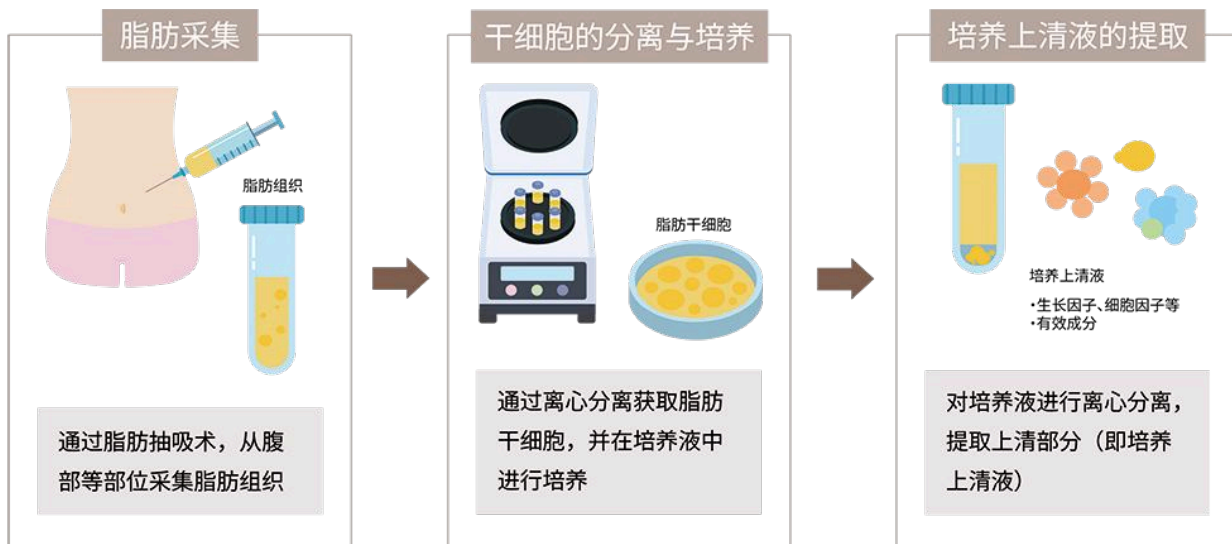 脂肪采集
脂肪组织
通过脂肪抽吸术，从腹
部等部位采集脂肪组织
干细胞的分离与培养
脂肪干细胞
通过离心分离获取脂肪
干细胞，并在培养液中
进行培养
培养上清液的提取
培养上清液
·生长因子、细胞因子等
·有效成分
对培养液进行离心分离，
提取上清部分（即培养
上清液）